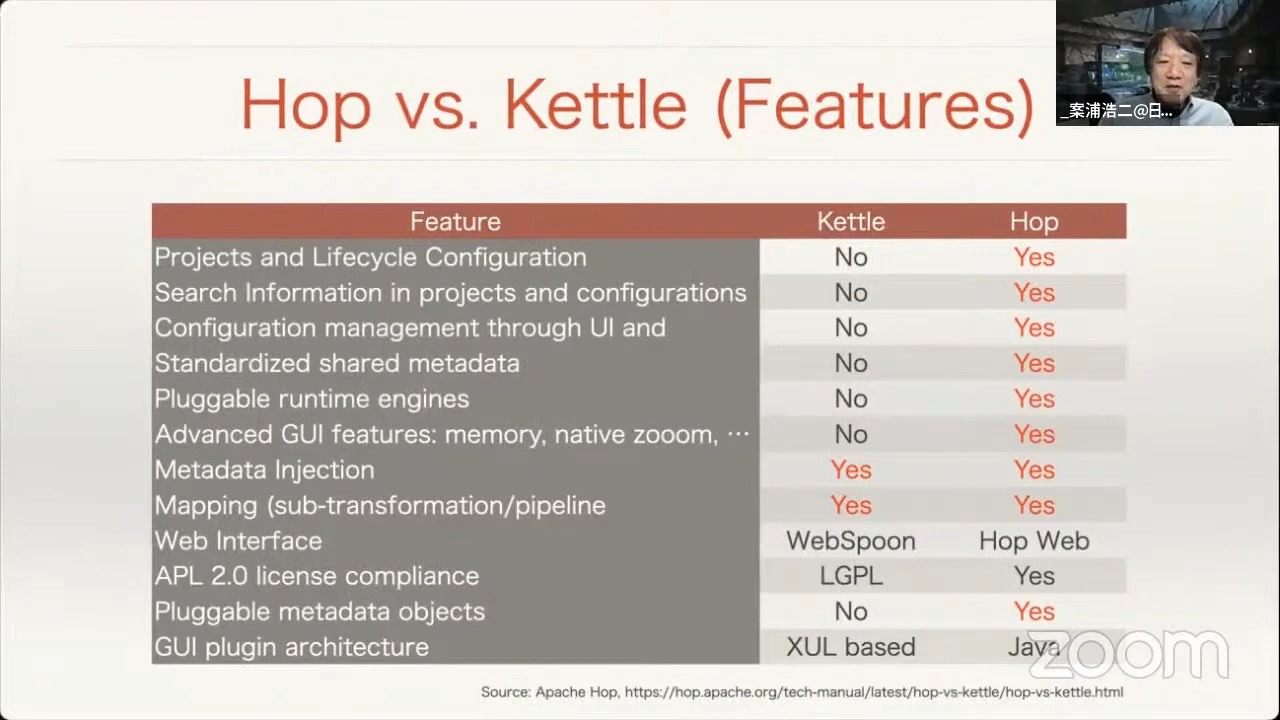 Hop vs. Kettle (Features)
_案浦浩二@日...
Feature Kettle Hop
Projects and Lifecycle Configuration No Yes
Search Information in projects and configurations No Yes
Configuration management through UI and No Yes
Standardized shared metadata No Yes
Pluggable runtime engines No Yes
Advanced GUI features: memory, native zooom, … No Yes
Metadata Injection Yes Yes
Mapping (sub-transformation/pipeline Yes Yes
Web Interface WebSpoon Hop Web
APL 2.0 license compliance LGPL Yes
Pluggable metadata objects No Yes
GUI plugin architecture XUL based Java
zoom
Source: Apache Hop, https://hop.apache.org/tech-manual/latest/hop-vs-kettle/hop-vs-kettle.html